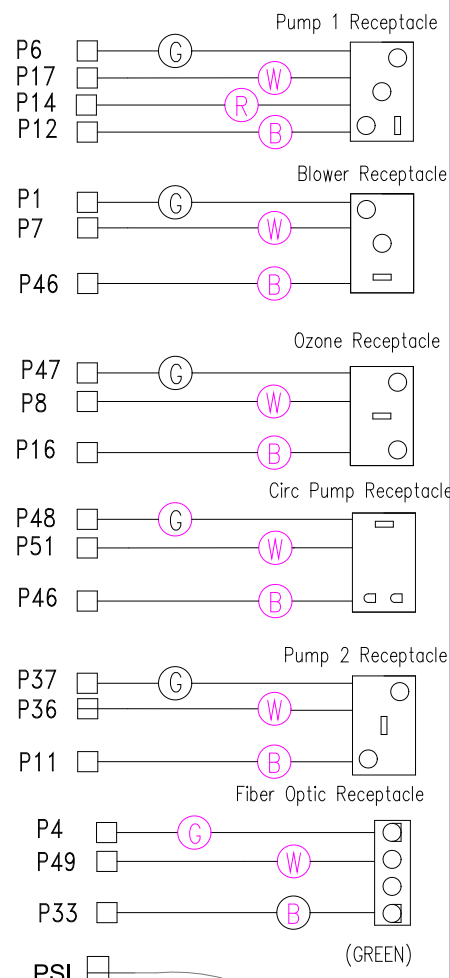 Pump 1 Receptacle
P6 G
P17 W
P14 R
P12 B
Blower Receptacle
P1 G
P7 W
P46 B
Ozone Receptacle
P47 G
P8 W
P16 B
Circ Pump Receptacle
P48 G
P51 W
P46 B
Pump 2 Receptacle
P37 G
P36 W
P11 B
Fiber Optic Receptacle
P4 G
P49 W
P33 B
(GREEN)
PSI